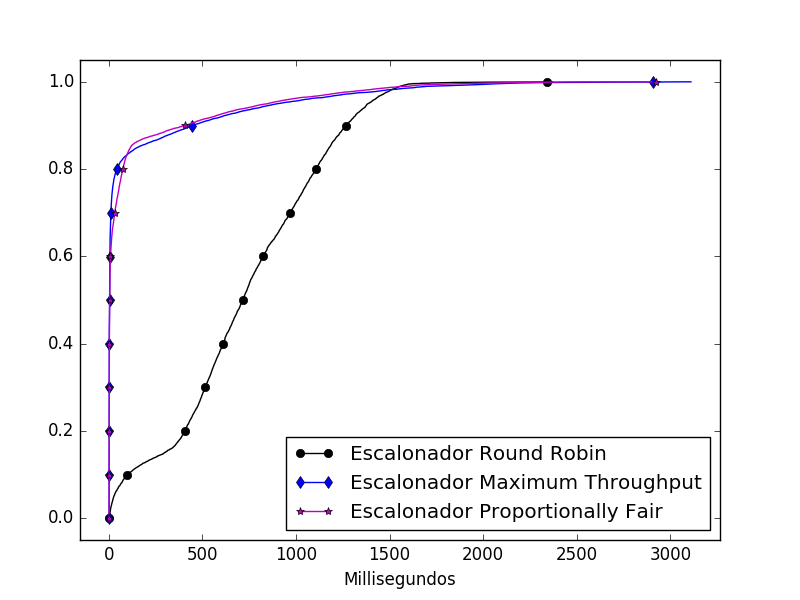 1.0
0.8
0.6
0.4
0.2
0.0
Escalonador Round Robin
Escalonador Maximum Throughput
Escalonador Proportionally Fair
0 500 1000 1500 2000 2500 3000
Millisegundos